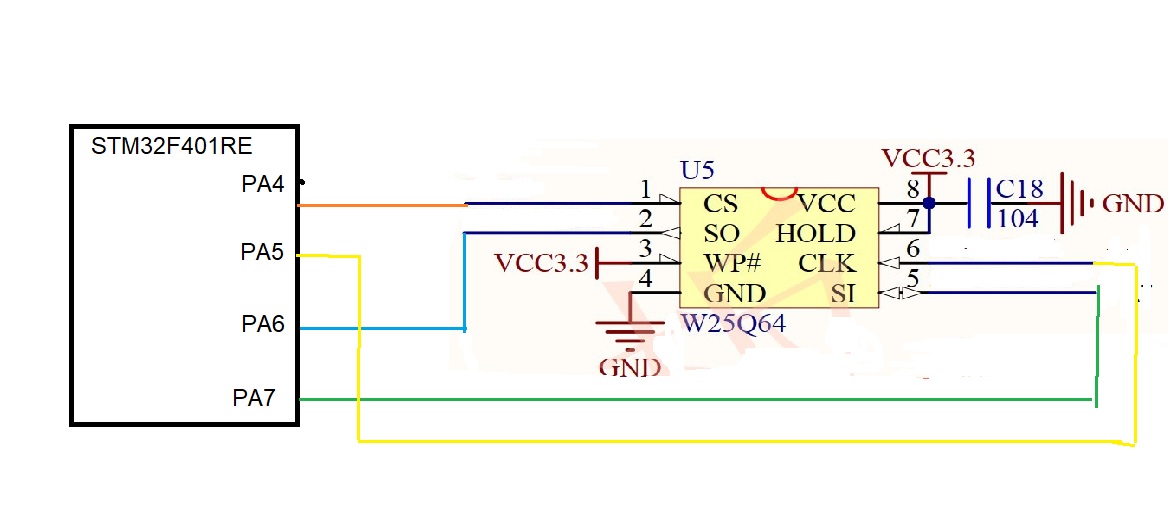 STM32F401RE
PA4
PA5
PA6
PA7
U5
1 CS
2 SO
3 WP#
4 GND
VCC 8
HOLD 7
CLK 6
SI 5
W25Q64
VCC3.3
GND
VCC3.3
C18
104
GND